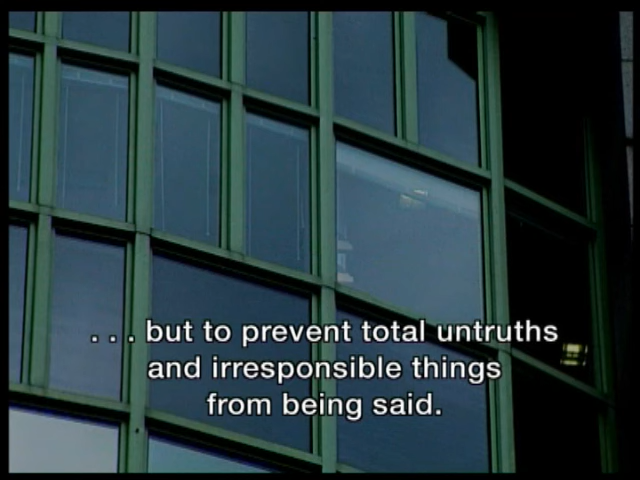 . . . but to prevent total untruths
and irresponsible things
from being said.